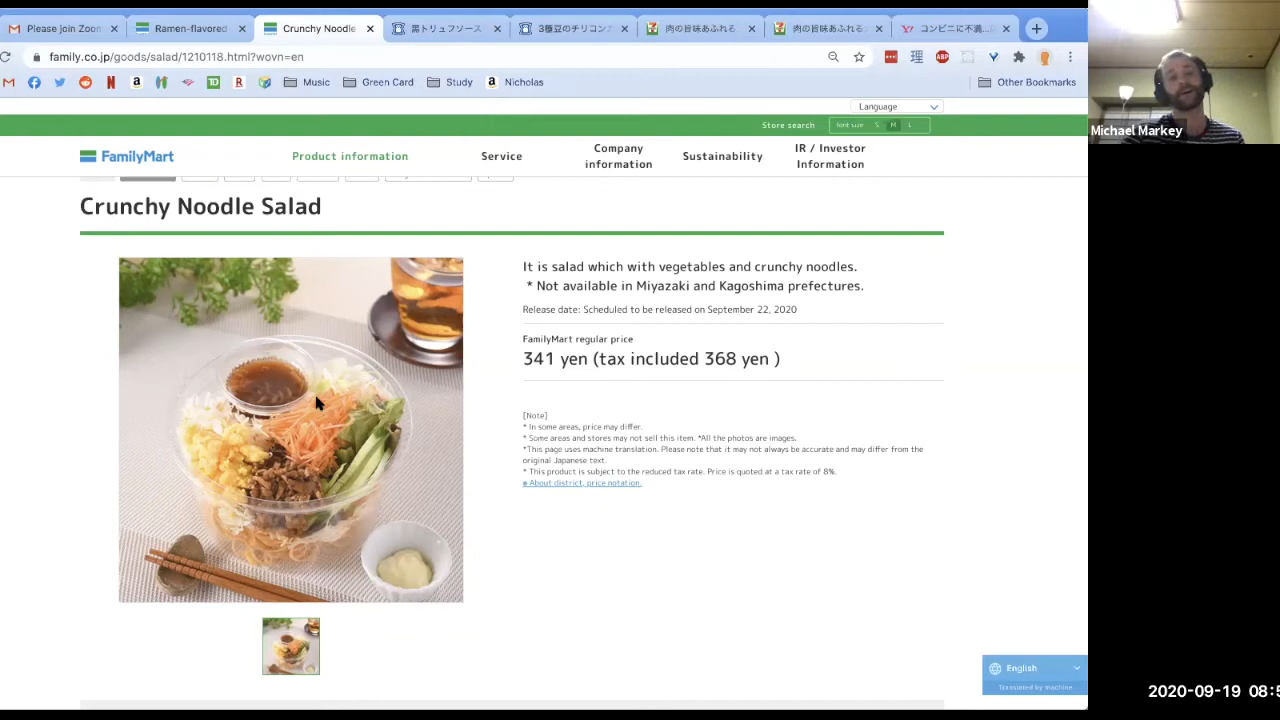 Please join Zoon
Ramen-flavored
Crunchy Noodle
黒トリュフソース
3種豆のチリコン
肉の旨味あふれる
肉の旨味あふれる
コンビニに不満
family.co.jp/goods/salad/1210118.html?wovn=en
Music
Green Card
Study
Nicholas
Other Bookmarks
Language
Store search
font size S M L
FamilyMart
Product information
Service
Company
information
Sustainability
IR / Investor
Information
Crunchy Noodle Salad
It is salad which with vegetables and crunchy noodles.
* Not available in Miyazaki and Kagoshima prefectures.
Release date: Scheduled to be released on September 22, 2020
FamilyMart regular price
341 yen (tax included 368 yen )
[Note]
* In some areas, price may differ.
* Some areas and stores may not sell this item. *All the photos are images.
*This page uses machine translation. Please note that it may not always be accurate and may differ from the
original Japanese text.
* This product is subject to the reduced tax rate. Price is quoted at a tax rate of 8%.
About district, price notation.
English
Translated by machine
Michael Markey
2020-09-19 08:5